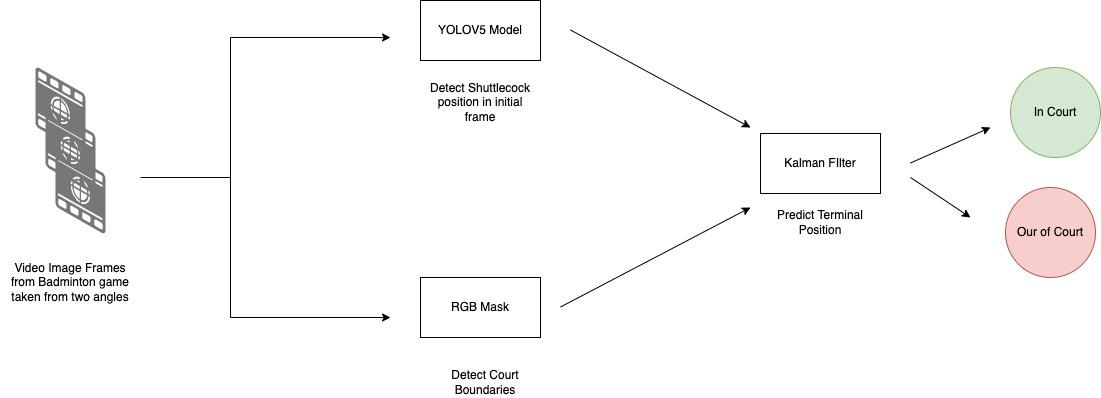 YOLOV5 Model
Detect Shuttlecock
position in initial
frame
Video Image Frames
from Badminton game
taken from two angles
RGB Mask
Detect Court
Boundaries
Kalman FIlter
Predict Terminal
Position
In Court
Our of Court